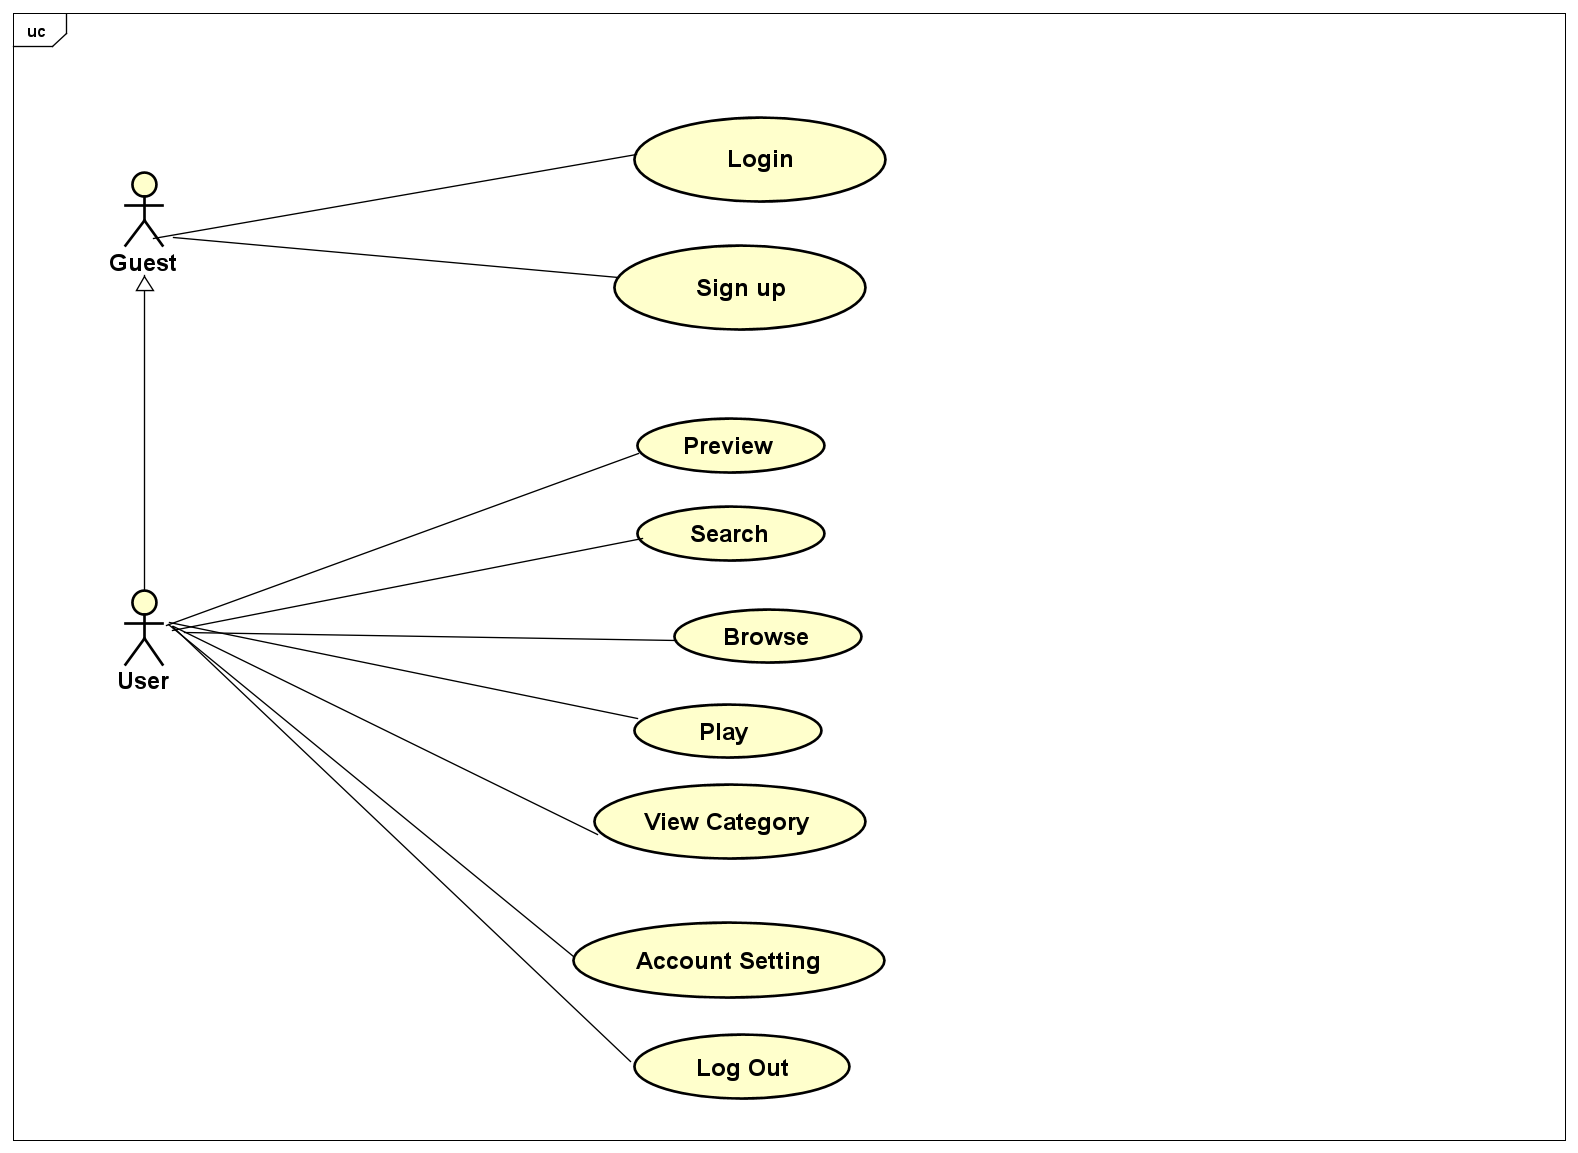 uc
Login
Guest
Sign up
Preview
Search
Browse
User
Play
View Category
Account Setting
Log Out